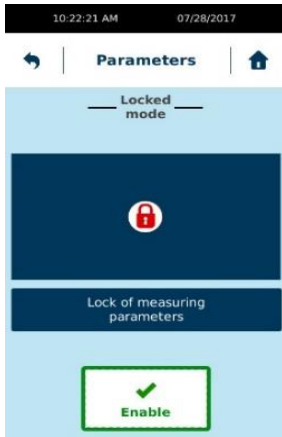 10:22:21 AM 07/28/2017
Parameters
Locked
mode
Lock of measuring
parameters
Enable